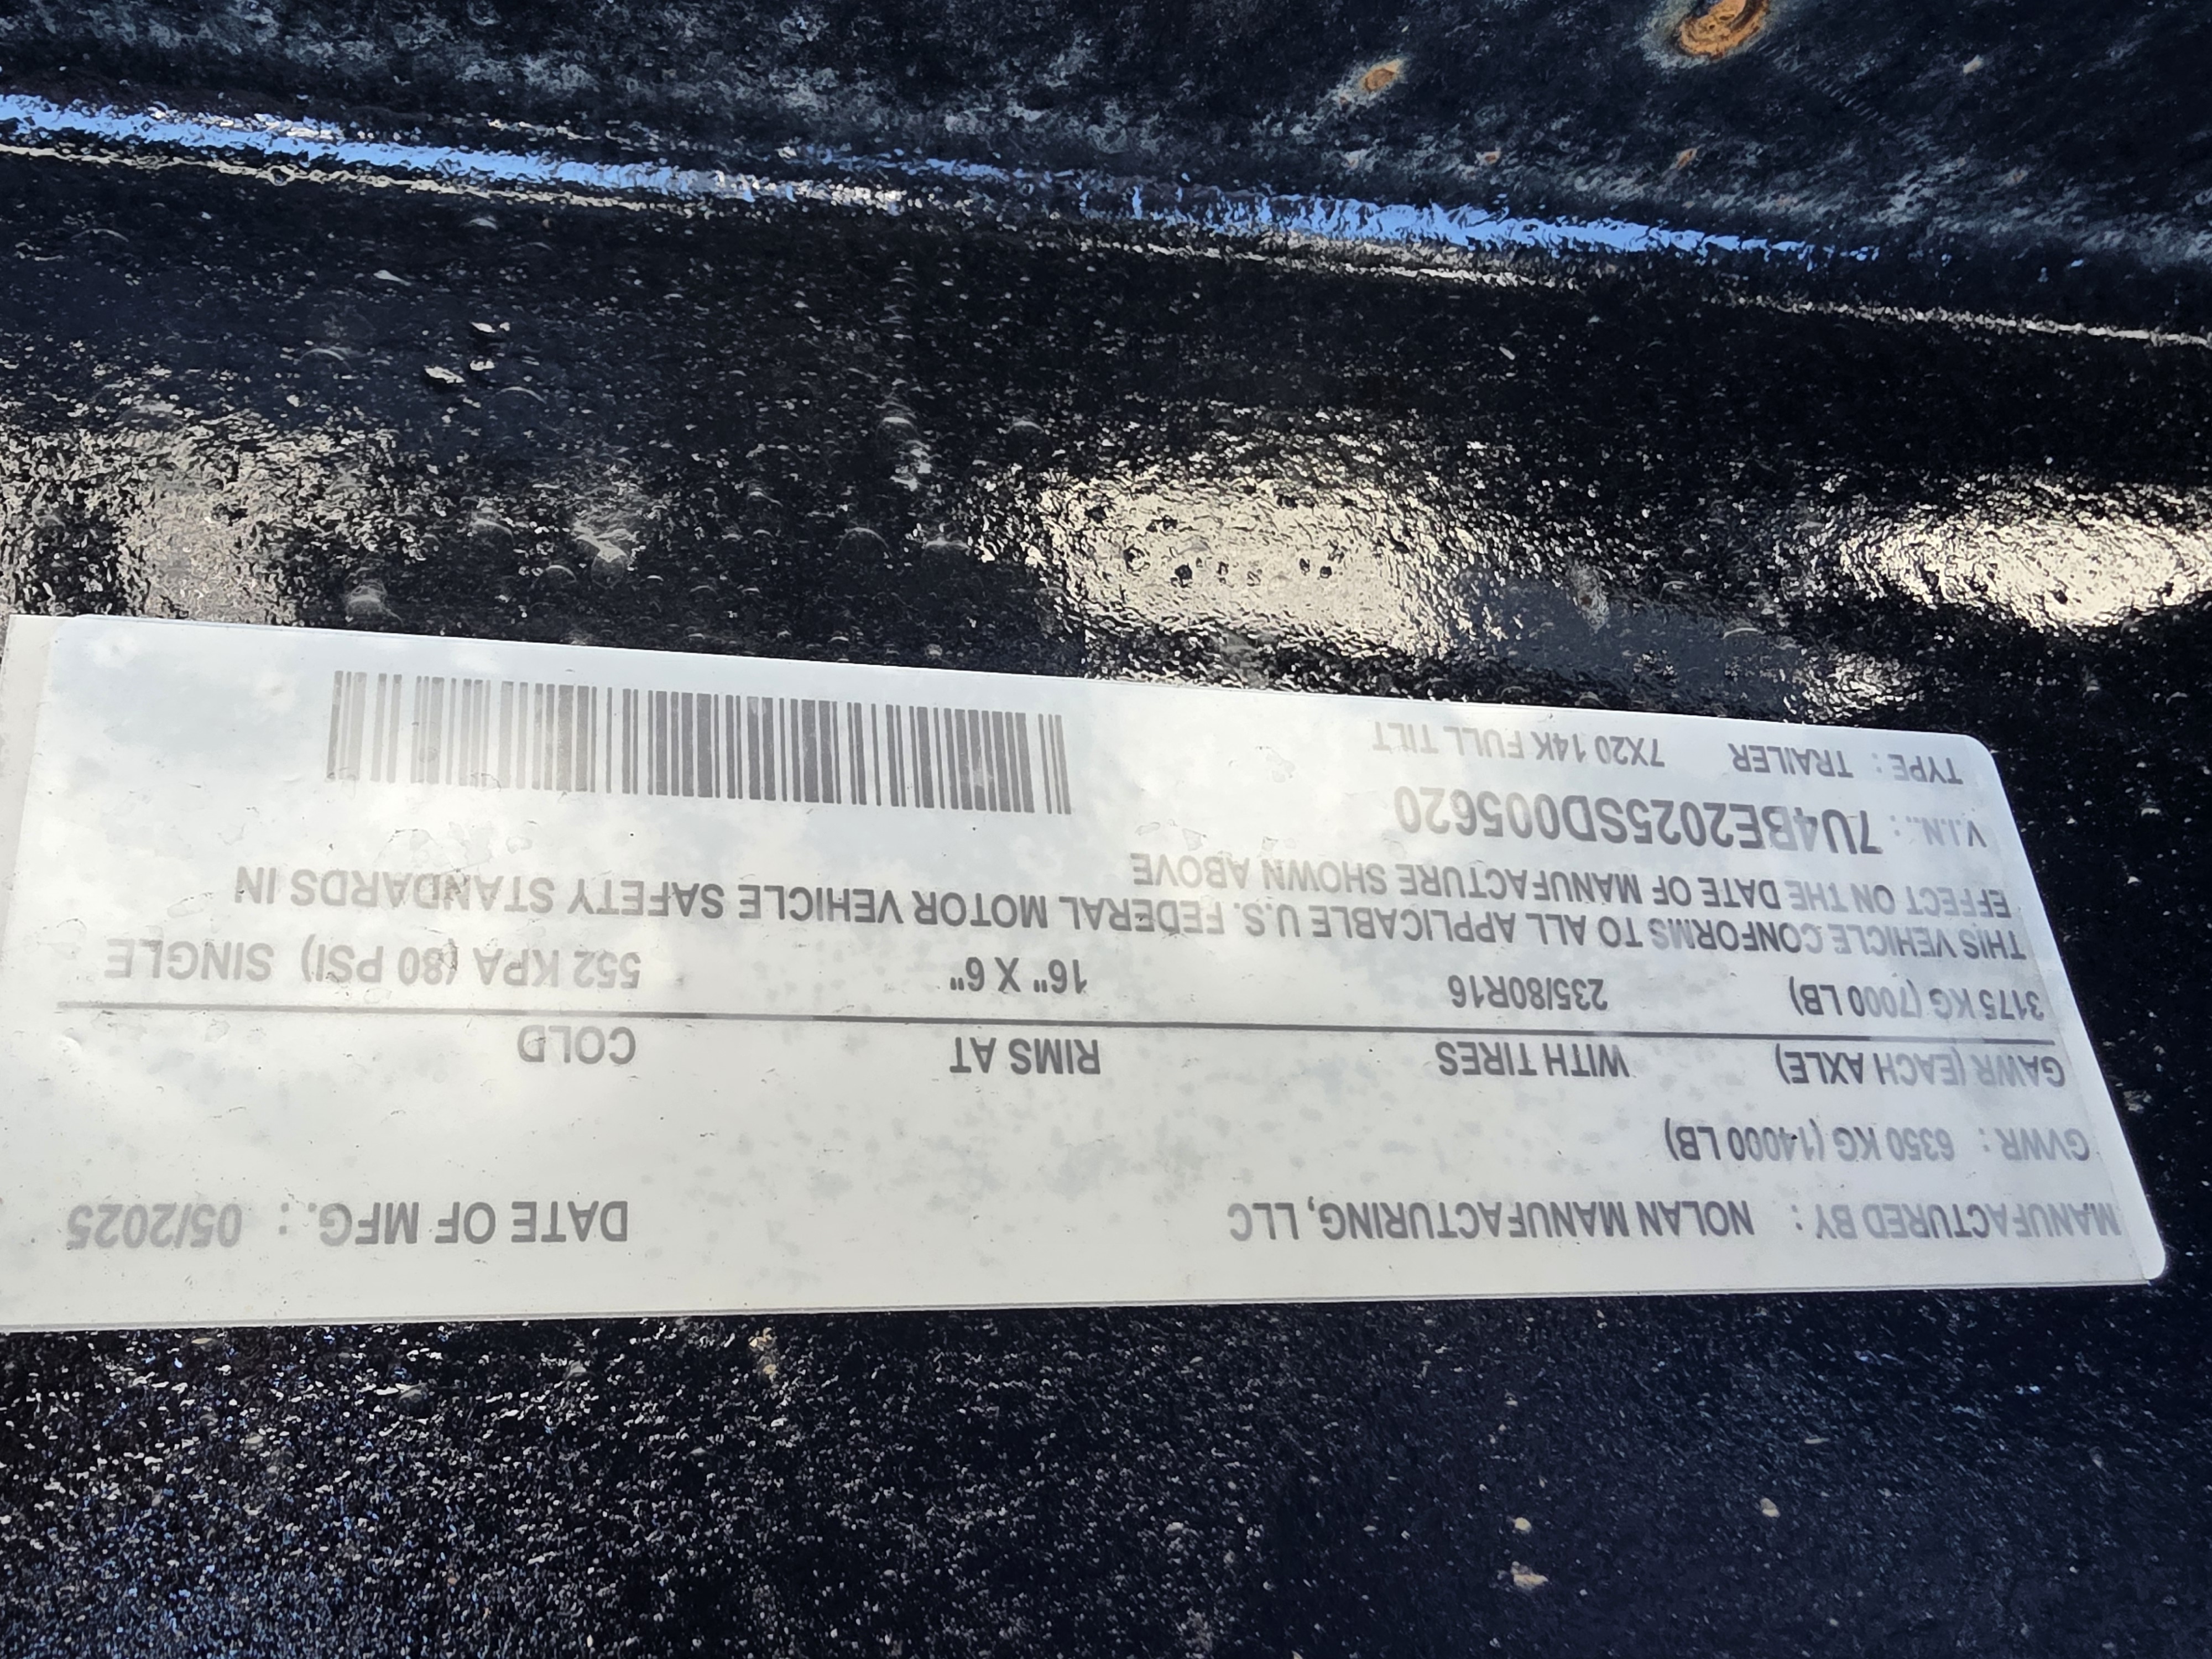 MANUFACTURED BY : NOLAN MANUFACTURING, LLC DATE OF MFG. : 05/2025
GVWR : 6350 KG (14000 LB)
GAWR (EACH AXLE) WITH TIRES RIMS AT COLD
3175 KG (7000 LB) 235/80R16 16" X 6" 552 KPA (80 PSI) SINGLE
THIS VEHICLE CONFORMS TO ALL APPLICABLE U.S. FEDERAL MOTOR VEHICLE SAFETY STANDARDS IN
EFFECT ON THE DATE OF MANUFACTURE SHOWN ABOVE
V.I.N.: 7U4BE2025SD005620
TYPE : TRAILER 7X20 14K FULL TILT